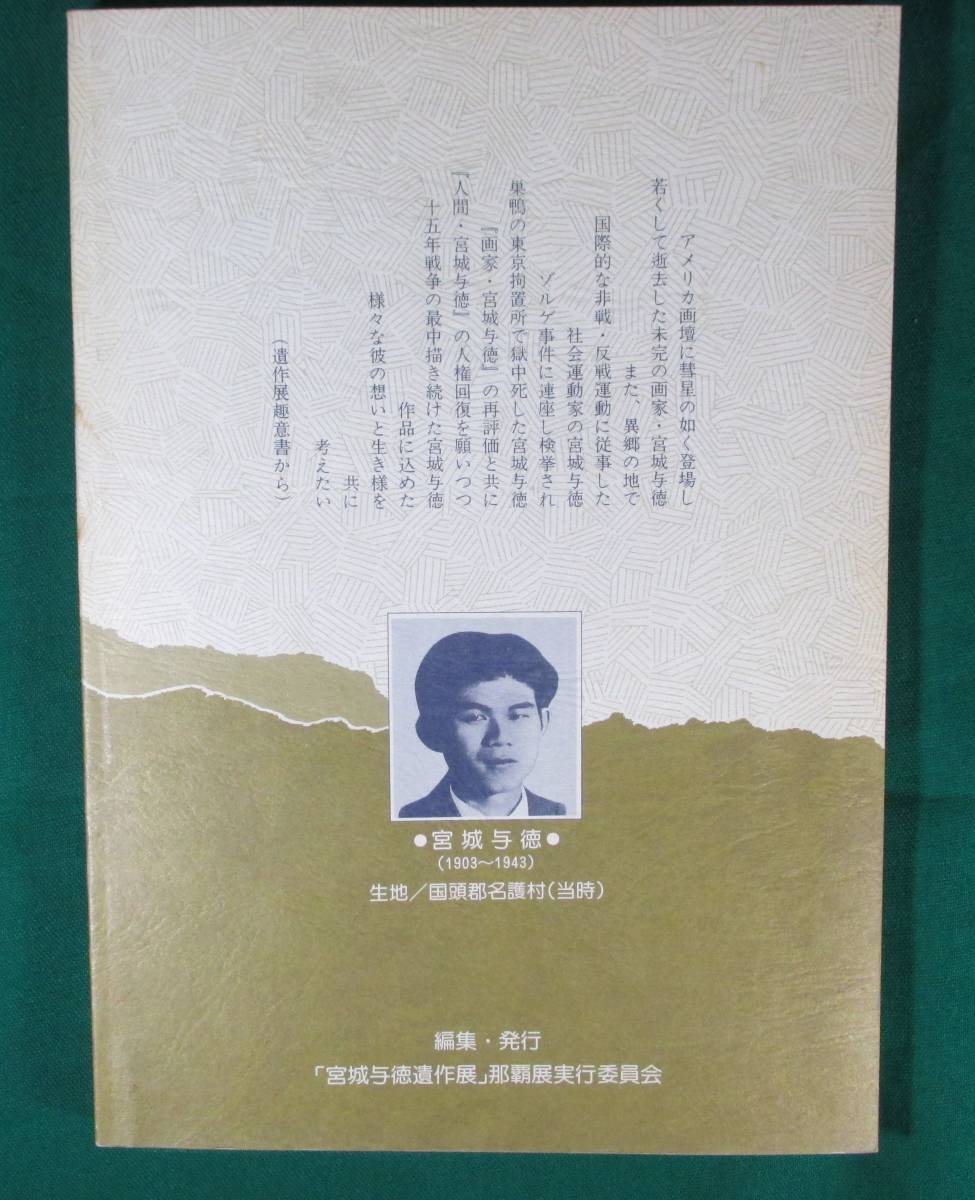 アメリカ画壇に彗星の如く登場し
若くして逝去した未完の画家・宮城与徳
また、異郷の地で
国際的な非戦・反戦運動に従事した
社会運動家の宮城与徳
ゾルゲ事件に連座し検挙され
巣鴨の東京拘置所で獄中死した宮城与徳
『画家・宮城与徳』の再評価と共に
『人間・宮城与徳』の人権回復を願いつつ
十五年戦争の最中描き続けた宮城与徳
作品に込めた
様々な彼の想いと生き様を
共に
考えたい
(遺作展趣意書から)
●宮城与徳●
(1903〜1943)
生地/国頭郡名護村(当時)
編集・発行
「宮城与徳遺作展」那覇展実行委員会